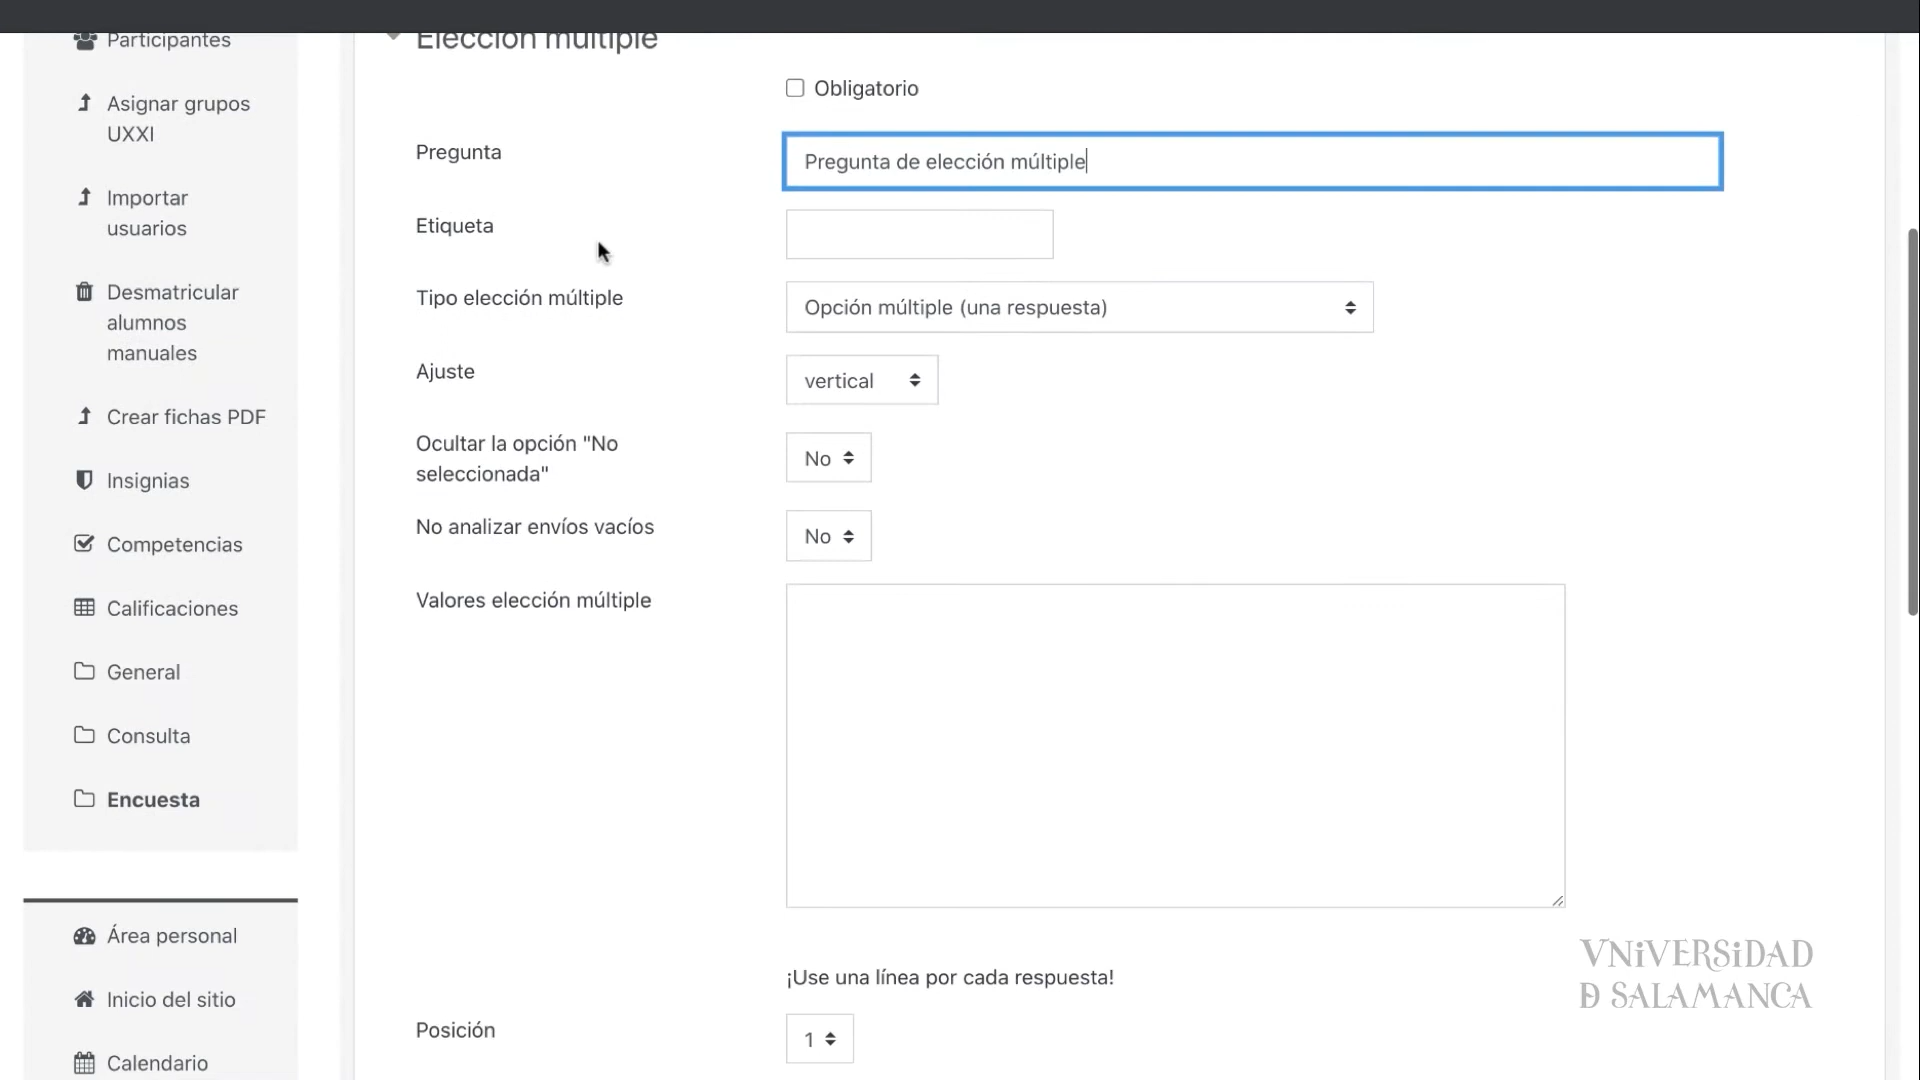 Participantes
Asignar grupos
UXXI
Importar
usuarios
Desmatricular
alumnos
manuales
Crear fichas PDF
Insignias
Competencias
Calificaciones
General
Consulta
Encuesta
Área personal
Inicio del sitio
Calendario
Elección múltiple
Obligatorio
Pregunta
Pregunta de elección múltiple
Etiqueta
Tipo elección múltiple
Opción múltiple (una respuesta)
Ajuste
vertical
Ocultar la opción "No
seleccionada"
No
No analizar envíos vacíos
No
Valores elección múltiple
¡Use una línea por cada respuesta!
Posición
1
VNiVERSiDAD
D SALAMANCA